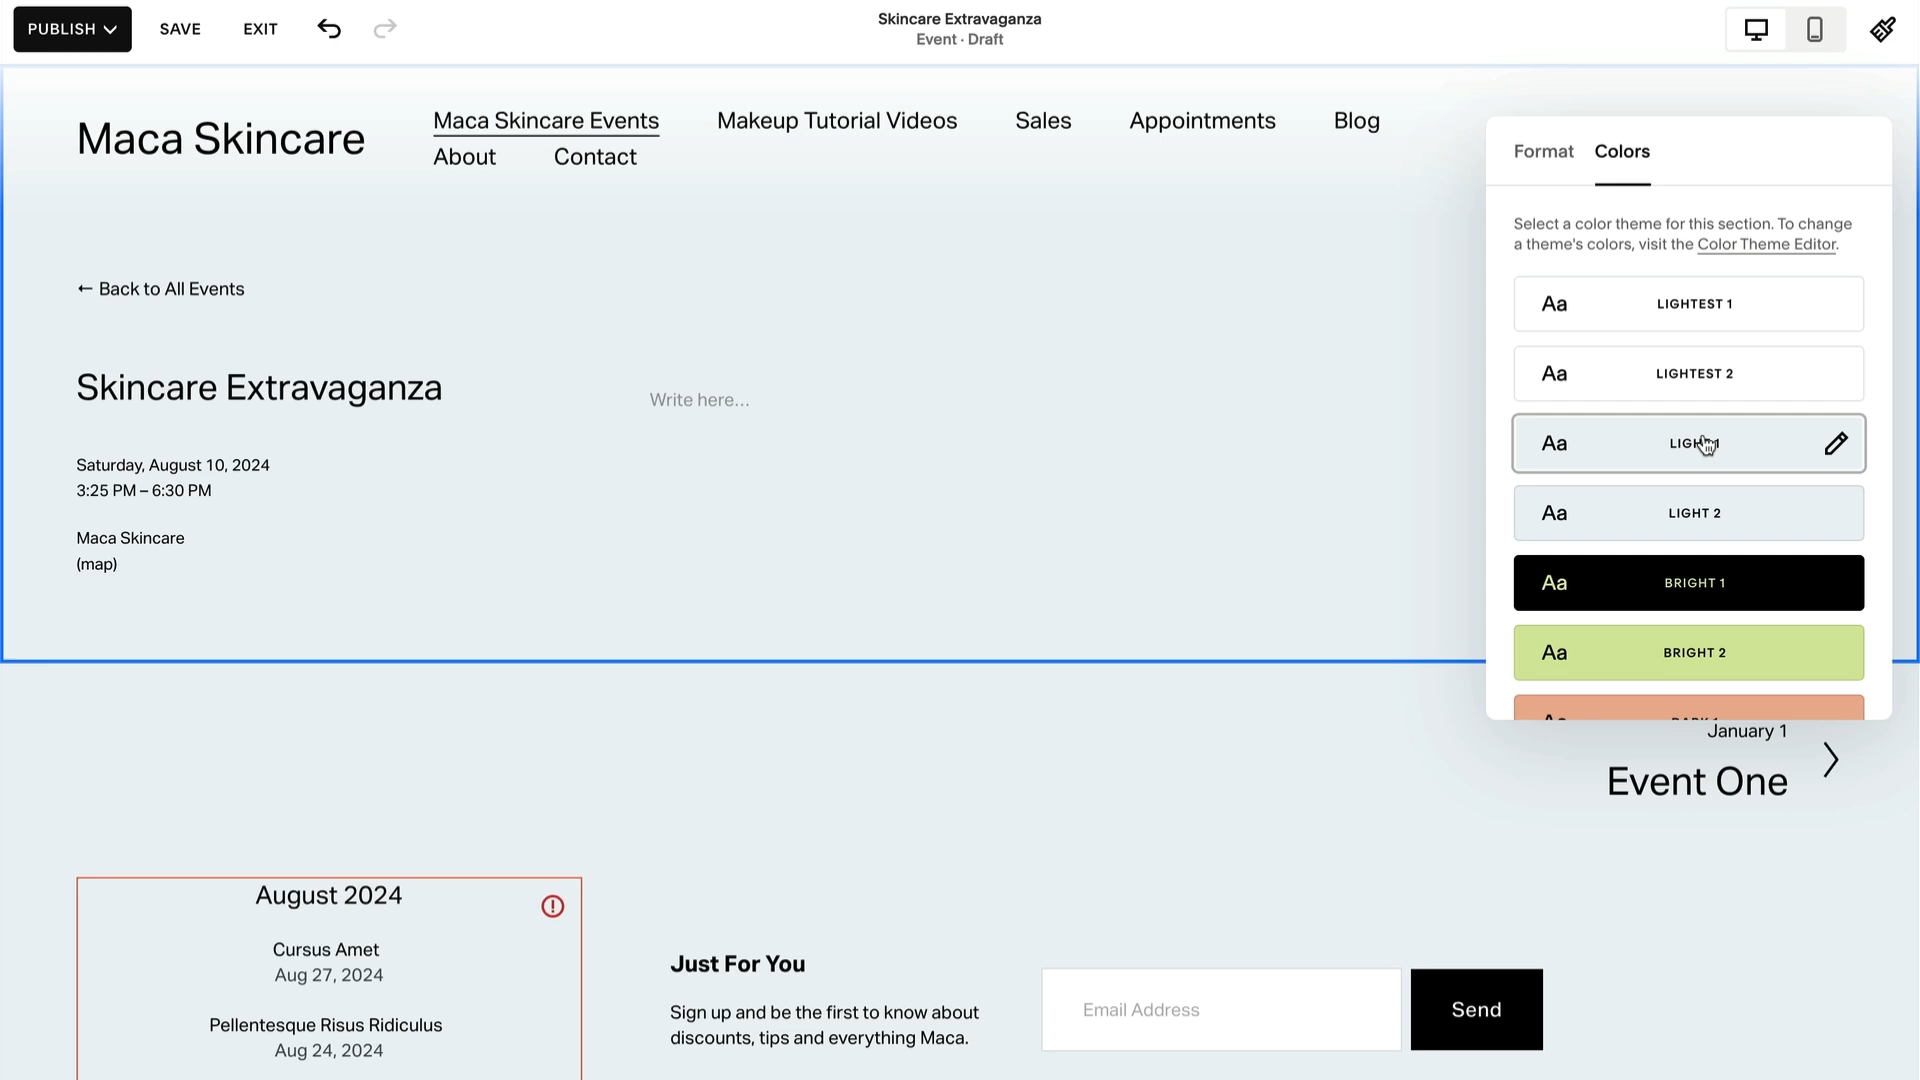 PUBLISH
SAVE
EXIT
Skincare Extravaganza
Event · Draft
Maca Skincare
Maca Skincare Events
Makeup Tutorial Videos
Sales
Appointments
Blog
About
Contact
Format
Colors
Select a color theme for this section. To change
a theme's colors, visit the Color Theme Editor.
Aa LIGHTEST 1
Aa LIGHTEST 2
Aa
Aa LIGHT 2
Aa BRIGHT 1
Aa BRIGHT 2
← Back to All Events
Skincare Extravaganza
Write here...
Saturday, August 10, 2024
3:25 PM – 6:30 PM
Maca Skincare
(map)
January 1
Event One
August 2024
Cursus Amet
Aug 27, 2024
Pellentesque Risus Ridiculus
Aug 24, 2024
Just For You
Sign up and be the first to know about
discounts, tips and everything Maca.
Email Address
Send